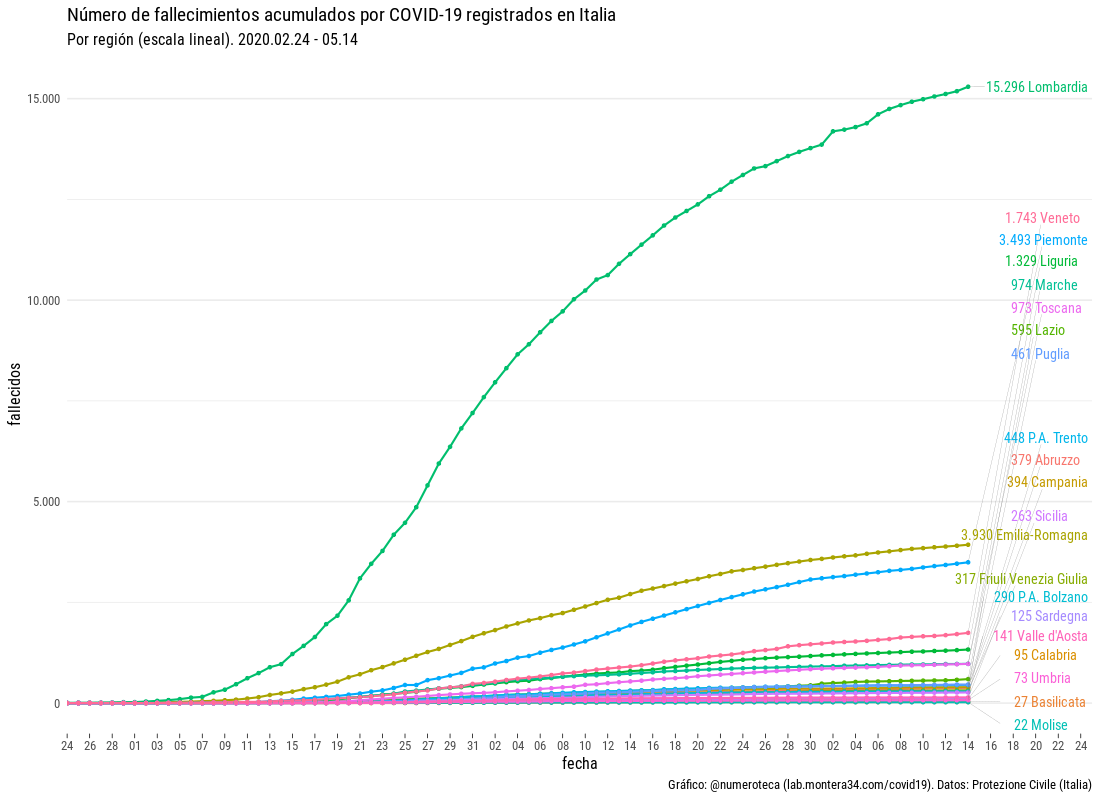 Número de fallecimientos acumulados por COVID-19 registrados en Italia
Por región (escala lineal). 2020.02.24 - 05.14
15.000
10.000
5.000
0
fallecidos
15.296 Lombardia
1.743 Veneto
3.493 Piemonte
1.329 Liguria
974 Marche
973 Toscana
595 Lazio
461 Puglia
448 P.A. Trento
379 Abruzzo
394 Campania
263 Sicilia
3.930 Emilia-Romagna
317 Friuli Venezia Giulia
290 P.A. Bolzano
125 Sardegna
141 Valle d'Aosta
95 Calabria
73 Umbria
27 Basilicata
22 Molise
24 26 28 01 03 05 07 09 11 13 15 17 19 21 23 25 27 29 31 02 04 06 08 10 12 14 16 18 20 22 24 26 28 30 02 04 06 08 10 12 14 16 18 20 22 24
fecha
Gráfico: @numeroteca (lab.montera34.com/covid19). Datos: Protezione Civile (Italia)